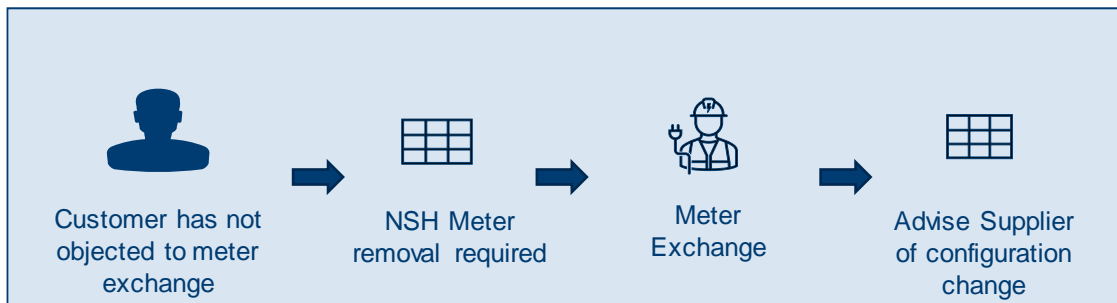 Customer has not
objected to meter
exchange
NSH Meter
removal required
Meter
Exchange
Advise Supplier
of configuration
change